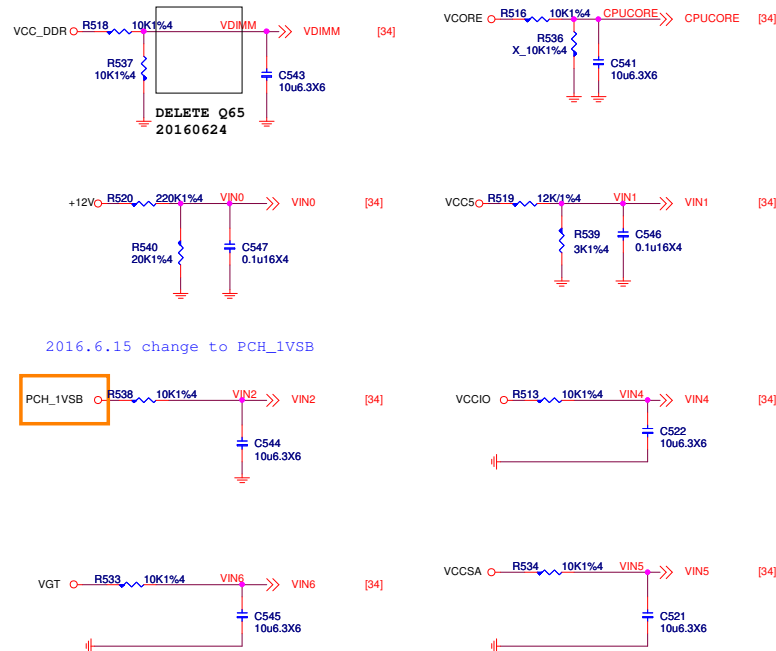 VCC_DDR R518 10K1%4 VDIMM VDIMM [34]
R537
10K1%4
C543
10u6.3X6
DELETE Q65
20160624
VCORE R516 10K1%4 CPUCORE CPUCORE [34]
R536
X_10K1%4
C541
10u6.3X6
+12V R520 220K1%4 VIN0 VIN0 [34]
R540
20K1%4
C547
0.1u16X4
VCC5 R519 12K/1%4 VIN1 VIN1 [34]
R539
3K1%4
C546
0.1u16X4
2016.6.15 change to PCH_1VSB
PCH_1VSB R538 10K1%4 VIN2 VIN2 [34]
C544
10u6.3X6
VCCIO R513 10K1%4 VIN4 VIN4 [34]
C522
10u6.3X6
VGT R533 10K1%4 VIN6 VIN6 [34]
C545
10u6.3X6
VCCSA R534 10K1%4 VIN5 VIN5 [34]
C521
10u6.3X6